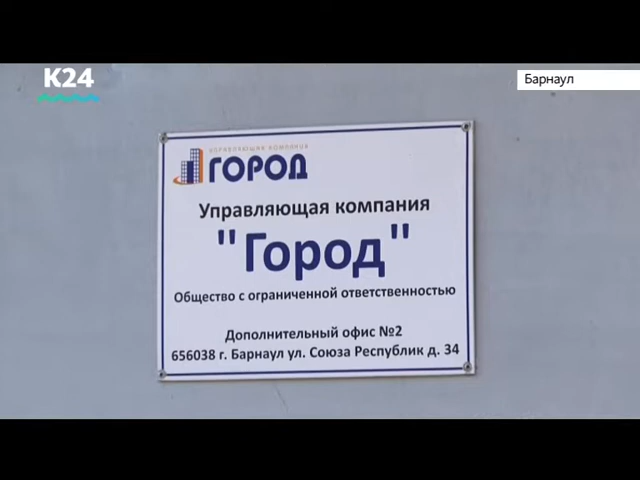 K24
Барнаул
УПРАВЛЯЮЩАЯ КОМПАНИЯ
ГОРОД
Управляющая компания
"Город"
Общество с ограниченной ответственностью
Дополнительный офис №2
656038 г. Барнаул ул. Союза Республик д. 34